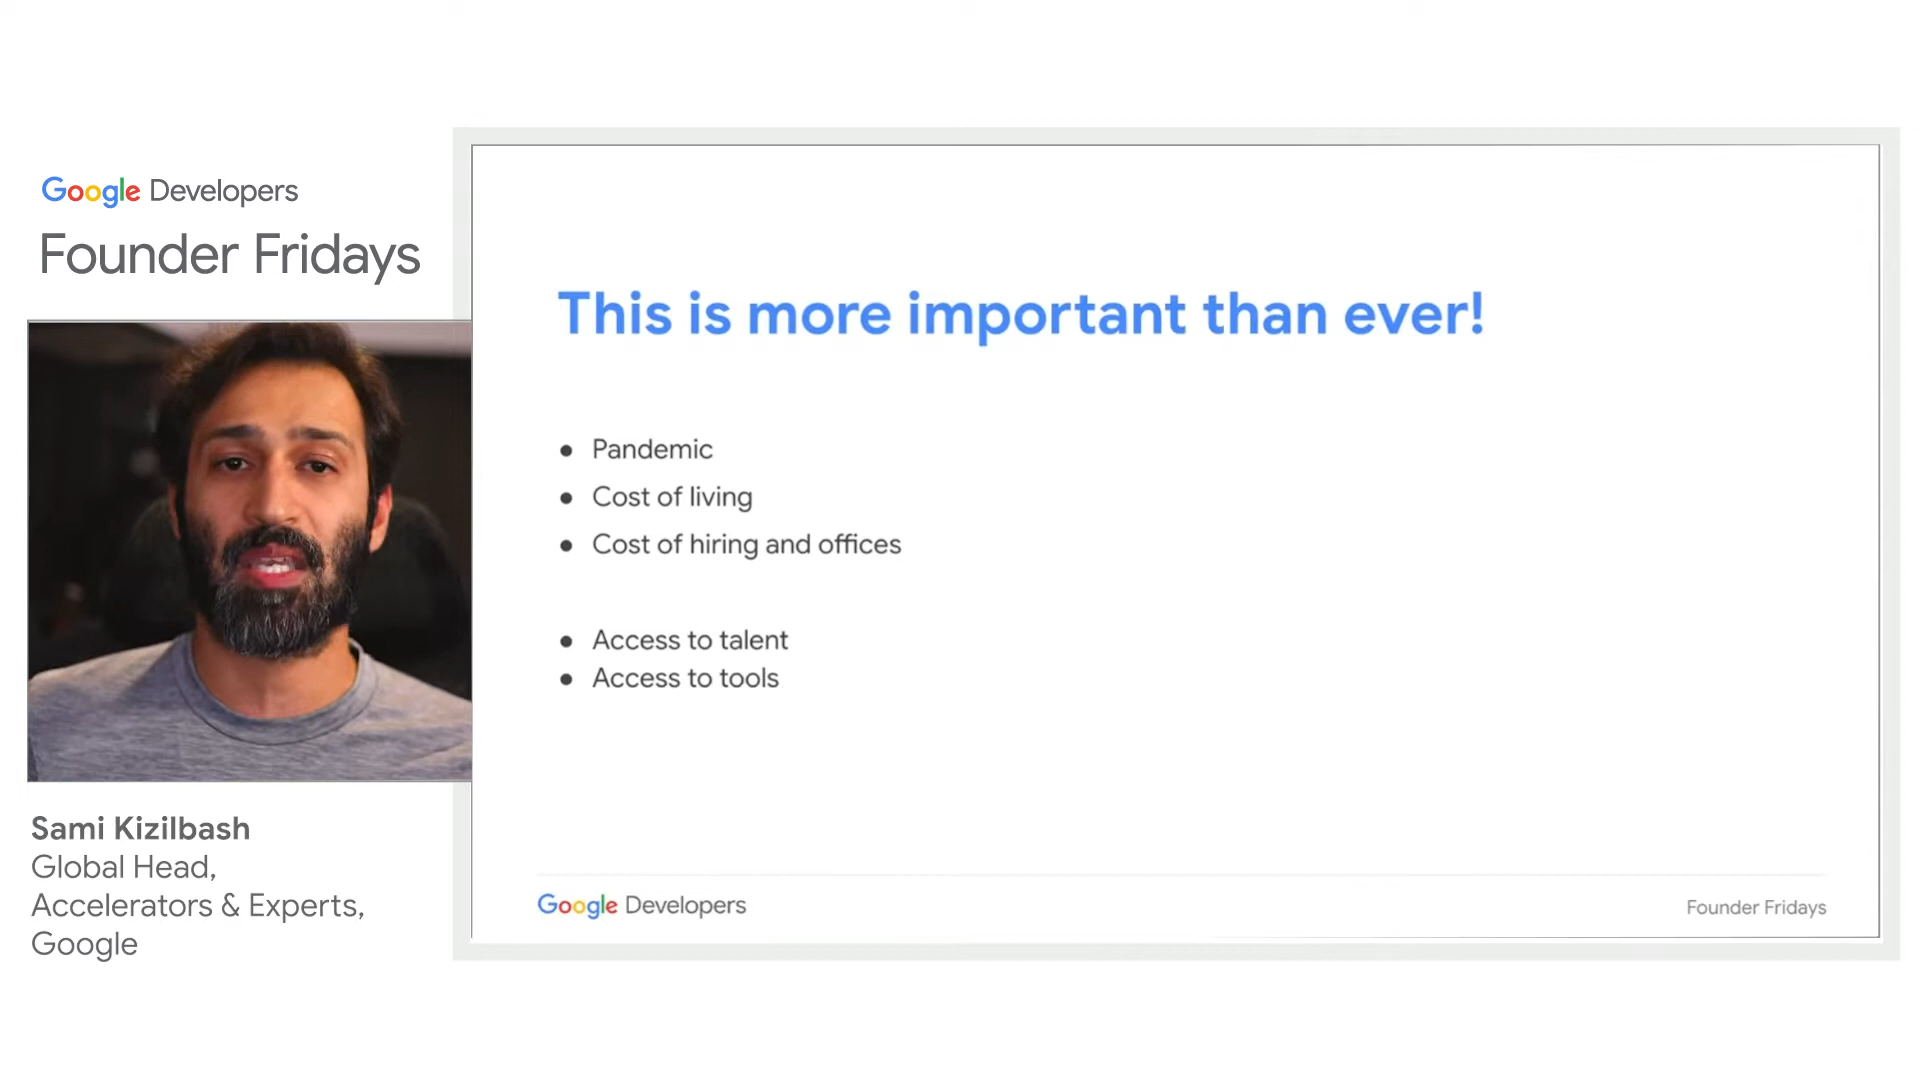 Google Developers
Founder Fridays
Sami Kizilbash
Global Head,
Accelerators & Experts,
Google
This is more important than ever!
● Pandemic
● Cost of living
● Cost of hiring and offices
● Access to talent
● Access to tools
Google Developers
Founder Fridays